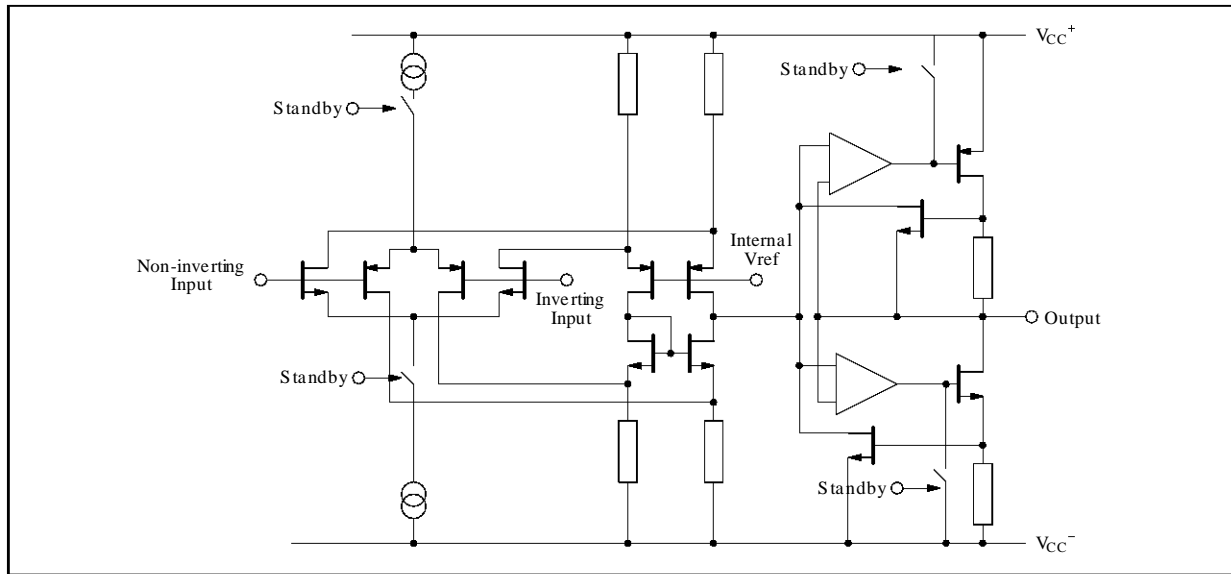 VCC+
Standby
Standby
Non-inverting
Input
Internal
Vref
Inverting
Input
Output
Standby
Standby
VCC−